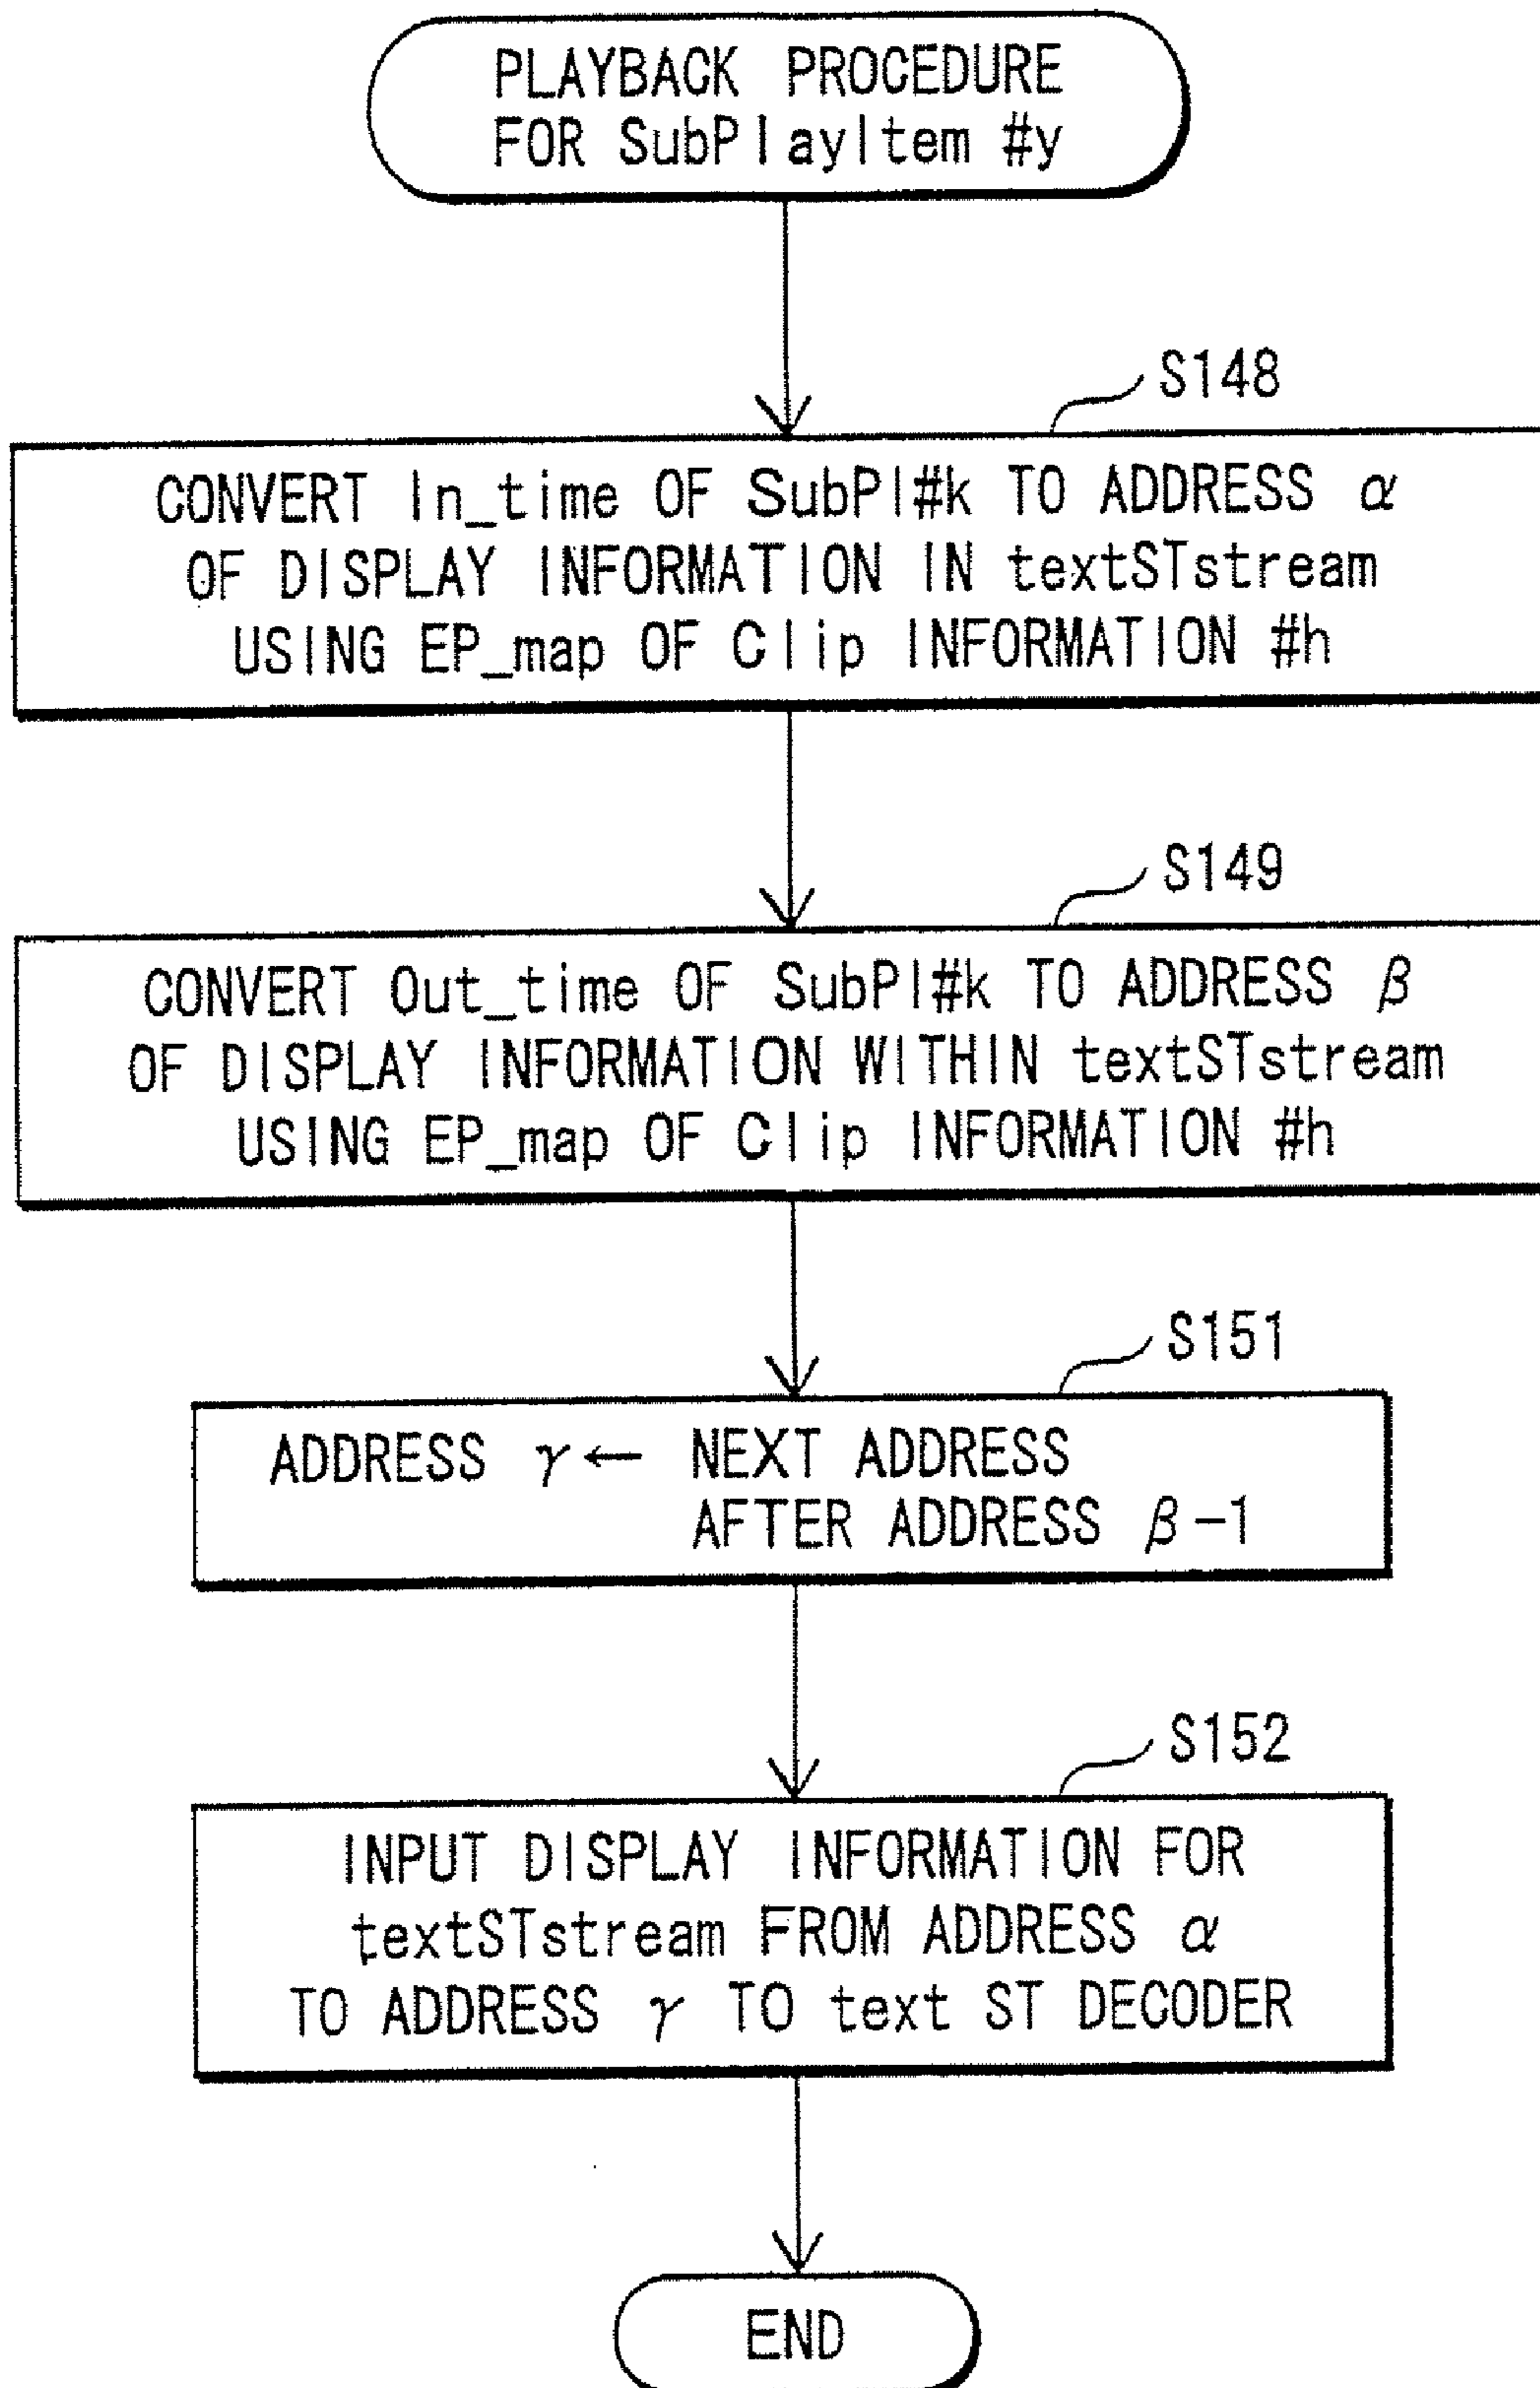 PLAYBACK PROCEDURE
FOR SubPlayItem #y
S148
CONVERT In_time OF SubPI#k TO ADDRESS α
OF DISPLAY INFORMATION IN textSTstream
USING EP_map OF Clip INFORMATION #h
S149
CONVERT Out_time OF SubPI#k TO ADDRESS β
OF DISPLAY INFORMATION WITHIN textSTstream
USING EP_map OF Clip INFORMATION #h
S151
ADDRESS γ← NEXT ADDRESS
AFTER ADDRESS β-1
S152
INPUT DISPLAY INFORMATION FOR
textSTstream FROM ADDRESS α
TO ADDRESS γ TO text ST DECODER
END